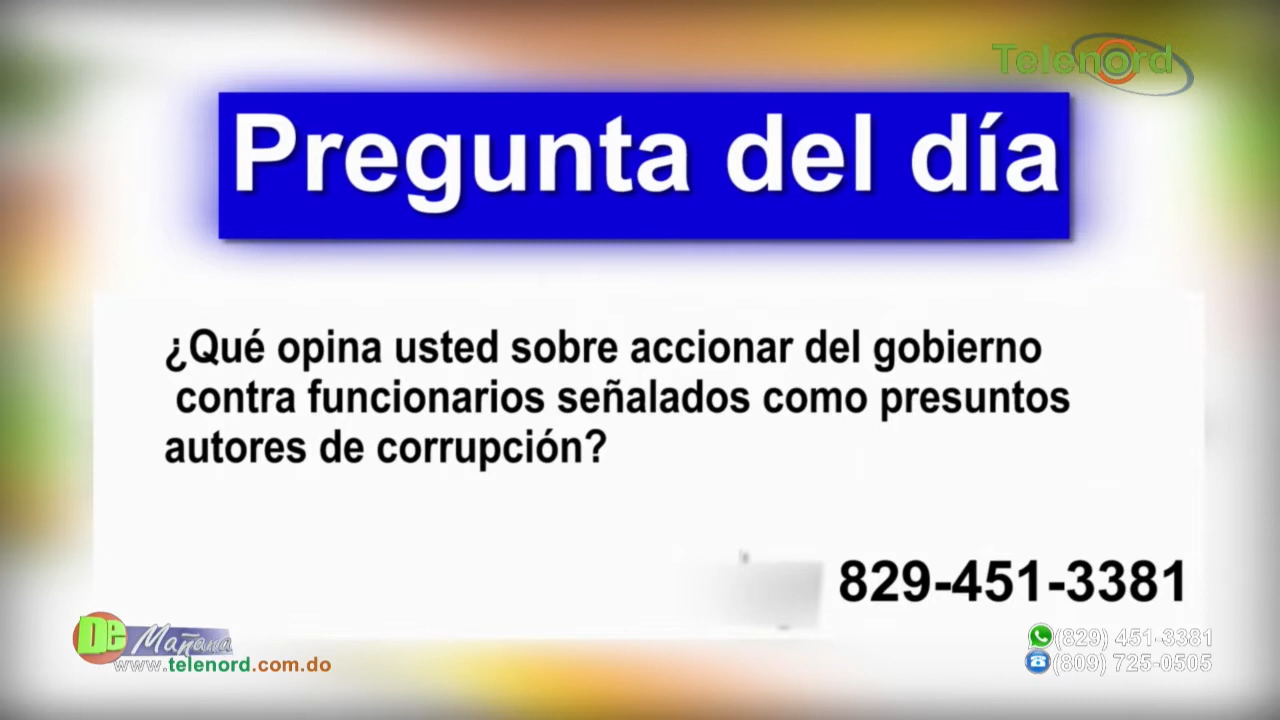 Telenord
Pregunta del día
¿Qué opina usted sobre accionar del gobierno
contra funcionarios señalados como presuntos
autores de corrupción?
829-451-3381
De Mañana
www.telenord.com.do
(829) 451-3381
(809) 725-0505